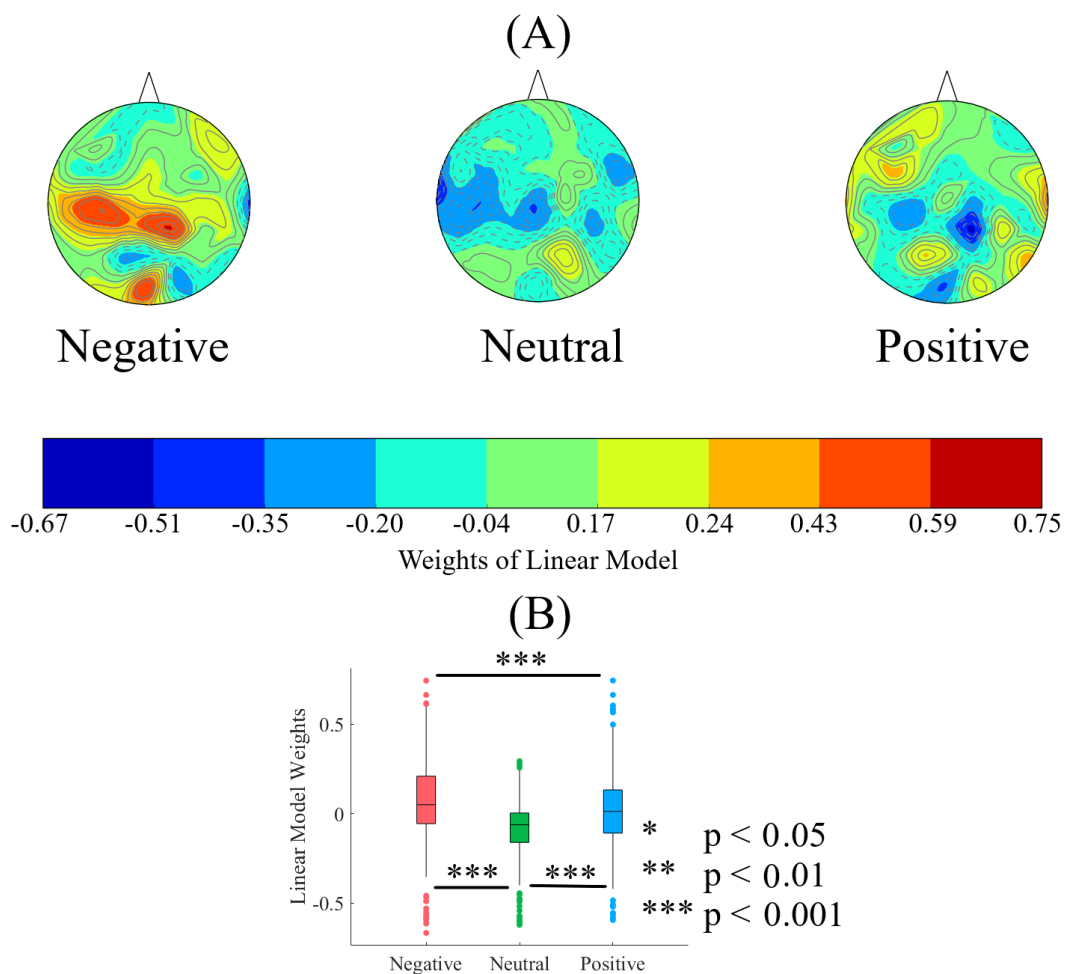 (A)
Negative Neutral Positive
-0.67 -0.51 -0.35 -0.20 -0.04 0.17 0.24 0.43 0.59 0.75
Weights of Linear Model
(B)
***
Linear Model Weights
0.5
0
-0.5
*** ***
* p < 0.05
** p < 0.01
*** p < 0.001
Negative Neutral Positive